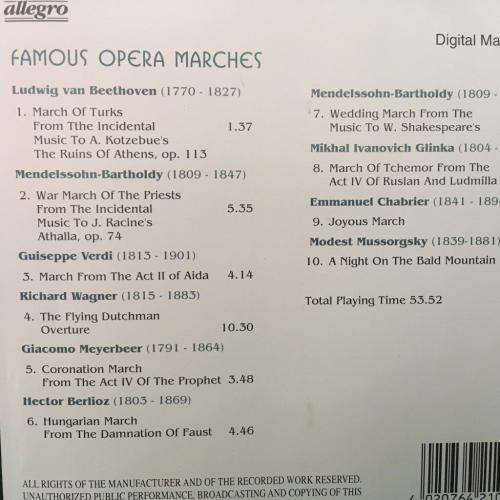 allegro
Digital Ma
FAMOUS OPERA MARCHES
Ludwig van Beethoven (1770 - 1827)
1. March Of Turks
From TThe Incidental 1.37
Music To A. Kotzebue's
The Ruins Of Athens, op. 113
Mendelssohn-Bartholdy (1809 - 1847)
2. War March Of The Priests
From The Incidental 5.35
Music To J. Racine's
Athalla, op. 74
Guiseppe Verdi (1813 - 1901)
3. March From The Act II of Aida 4.14
Richard Wagner (1815 - 1883)
4. The Flying Dutchman
Overture 10.30
Giacomo Meyerbeer (1791 - 1864)
5. Coronation March
From The Act IV Of The Prophet 3.48
Hector Berlioz (1803 - 1869)
6. Hungarian March
From The Damnation Of Faust 4.46
Mendelssohn-Bartholdy (1809 -
7. Wedding March From The
Music To W. Shakespeare's
Mikhal Ivanovich Glinka (1804 -
8. March Of Tchemor From The
Act IV Of Ruslan And Ludmilla
Emmanuel Chabrier (1841 - 189
9. Joyous March
Modest Mussorgsky (1839-1881)
10. A Night On The Bald Mountain
Total Playing Time 53.52
ALL RIGHTS OF THE MANUFACTURER AND OF THE RECORDED WORK RESERVED.
UNAUTHORIZED PUBLIC PERFORMANCE, BROADCASTING AND COPYING OF THIS